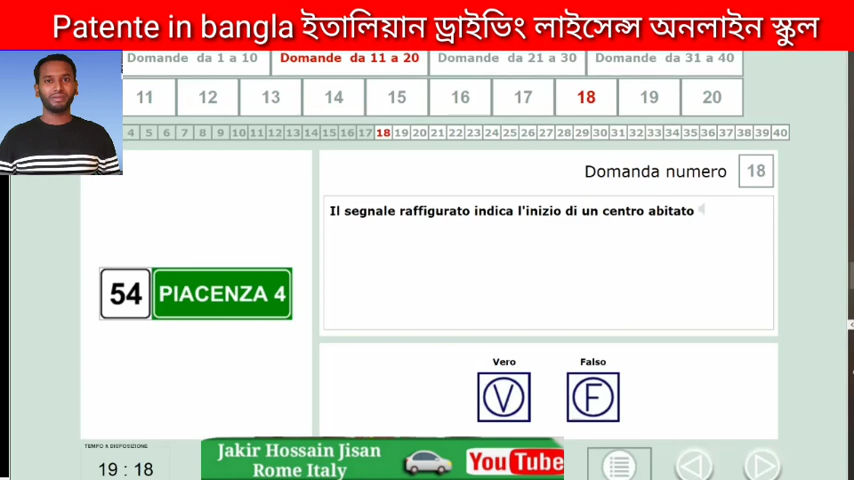 Patente in bangla ইতালিয়ান ড্রাইভিং লাইসেন্স অনলাইন স্কুল
Domande da 1 a 10 Domande da 11 a 20 Domande da 21 a 30 Domande da 31 a 40
11 12 13 14 15 16 17 18 19 20
4 5 6 7 8 9 10 11 12 13 14 15 16 17 18 19 20 21 22 23 24 25 26 27 28 29 30 31 32 33 34 35 36 37 38 39 40
Domanda numero 18
Il segnale raffigurato indica l'inizio di un centro abitato
54 PIACENZA 4
Vero Falso
V F
TEMPO A DISPOSIZIONE
19 : 18
Jakir Hossain Jisan
Rome Italy
YouTube